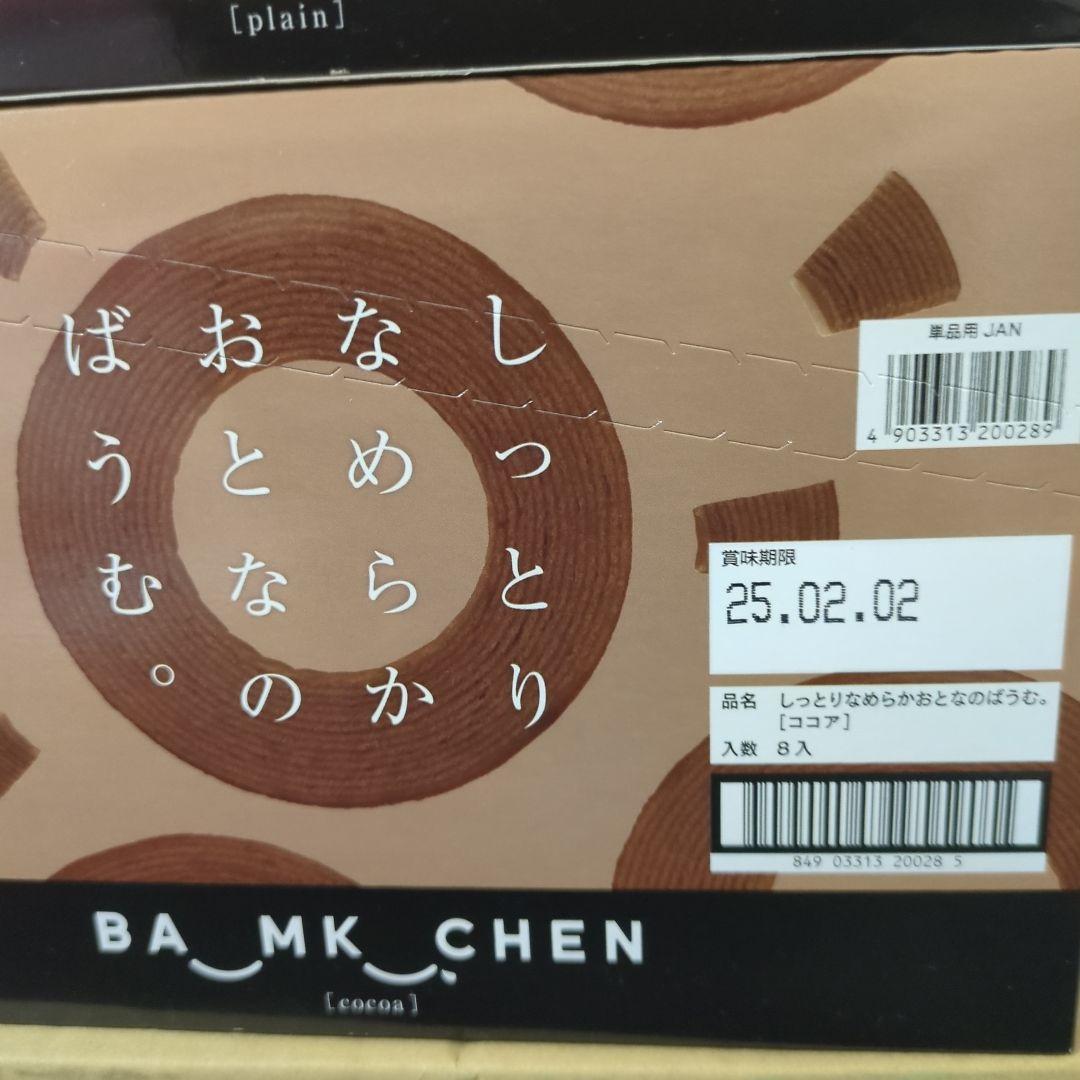 [plain]
しっとり
なめらか
おとなの
ばうむ。
単品用 JAN
4 903313 200289
賞味期限
25.02.02
品名 しっとりなめらかおとなのばうむ。
[ココア]
入数 8入
849 03313 20028 5
BA‿MK‿CHEN
[cocoa]